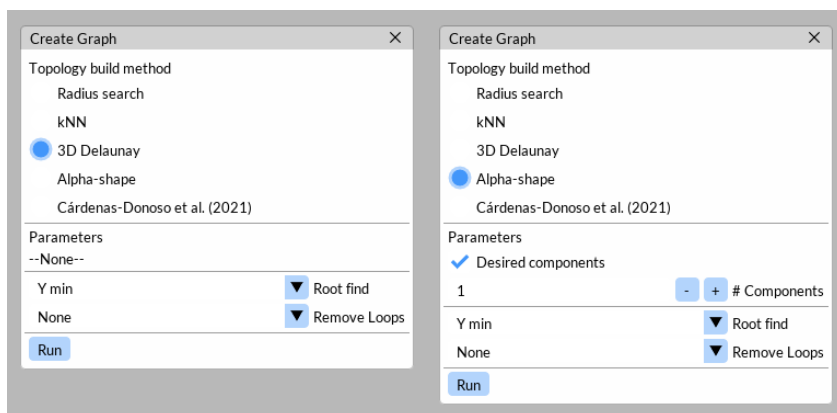 Create Graph
Topology build method
Radius search
kNN
3D Delaunay
Alpha-shape
Cárdenas-Donoso et al. (2021)
Parameters
--None--
Y min Root find
None Remove Loops
Run
Create Graph
Topology build method
Radius search
kNN
3D Delaunay
Alpha-shape
Cárdenas-Donoso et al. (2021)
Parameters
Desired components
1 - + # Components
Y min Root find
None Remove Loops
Run